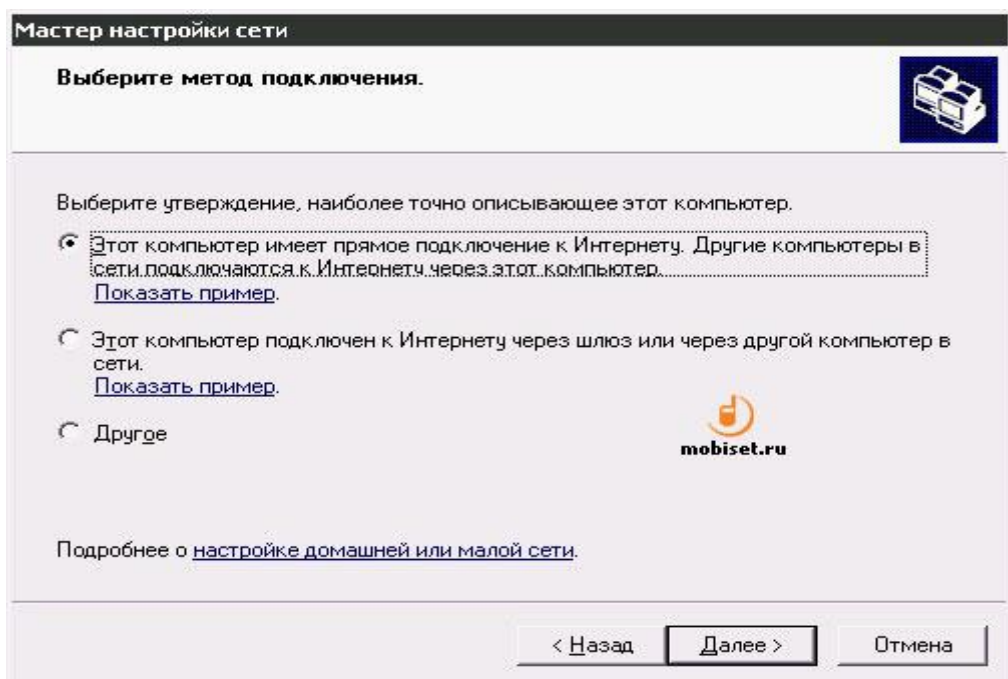 Мастер настройки сети
Выберите метод подключения.
Выберите утверждение, наиболее точно описывающее этот компьютер.
Этот компьютер имеет прямое подключение к Интернету. Другие компьютеры в
сети подключаются к Интернету через этот компьютер.
Показать пример.
Этот компьютер подключен к Интернету через шлюз или через другой компьютер в
сети.
Показать пример.
Другое
mobiset.ru
Подробнее о настройке домашней или малой сети.
< Назад
Далее >
Отмена